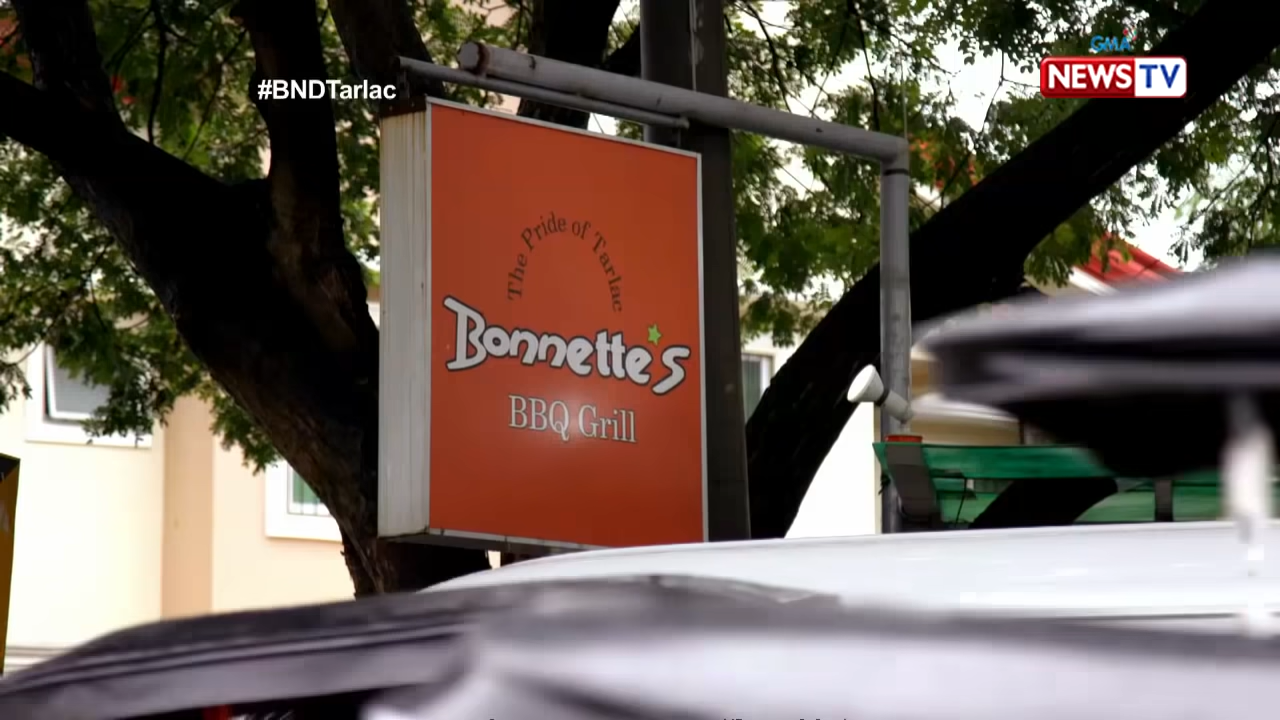 GMA
#BNDTarlac
NEWS TV
The Pride of Tarlac
Bonnette's
BBQ Grill